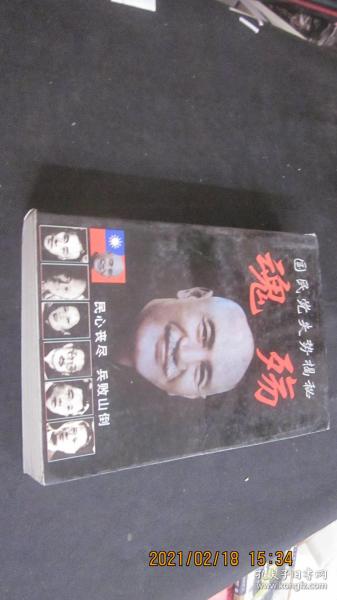 国民党失势揭秘
魂殇
民心丧尽 兵败山倒
2021/02/18 15:34
孔夫子旧书网